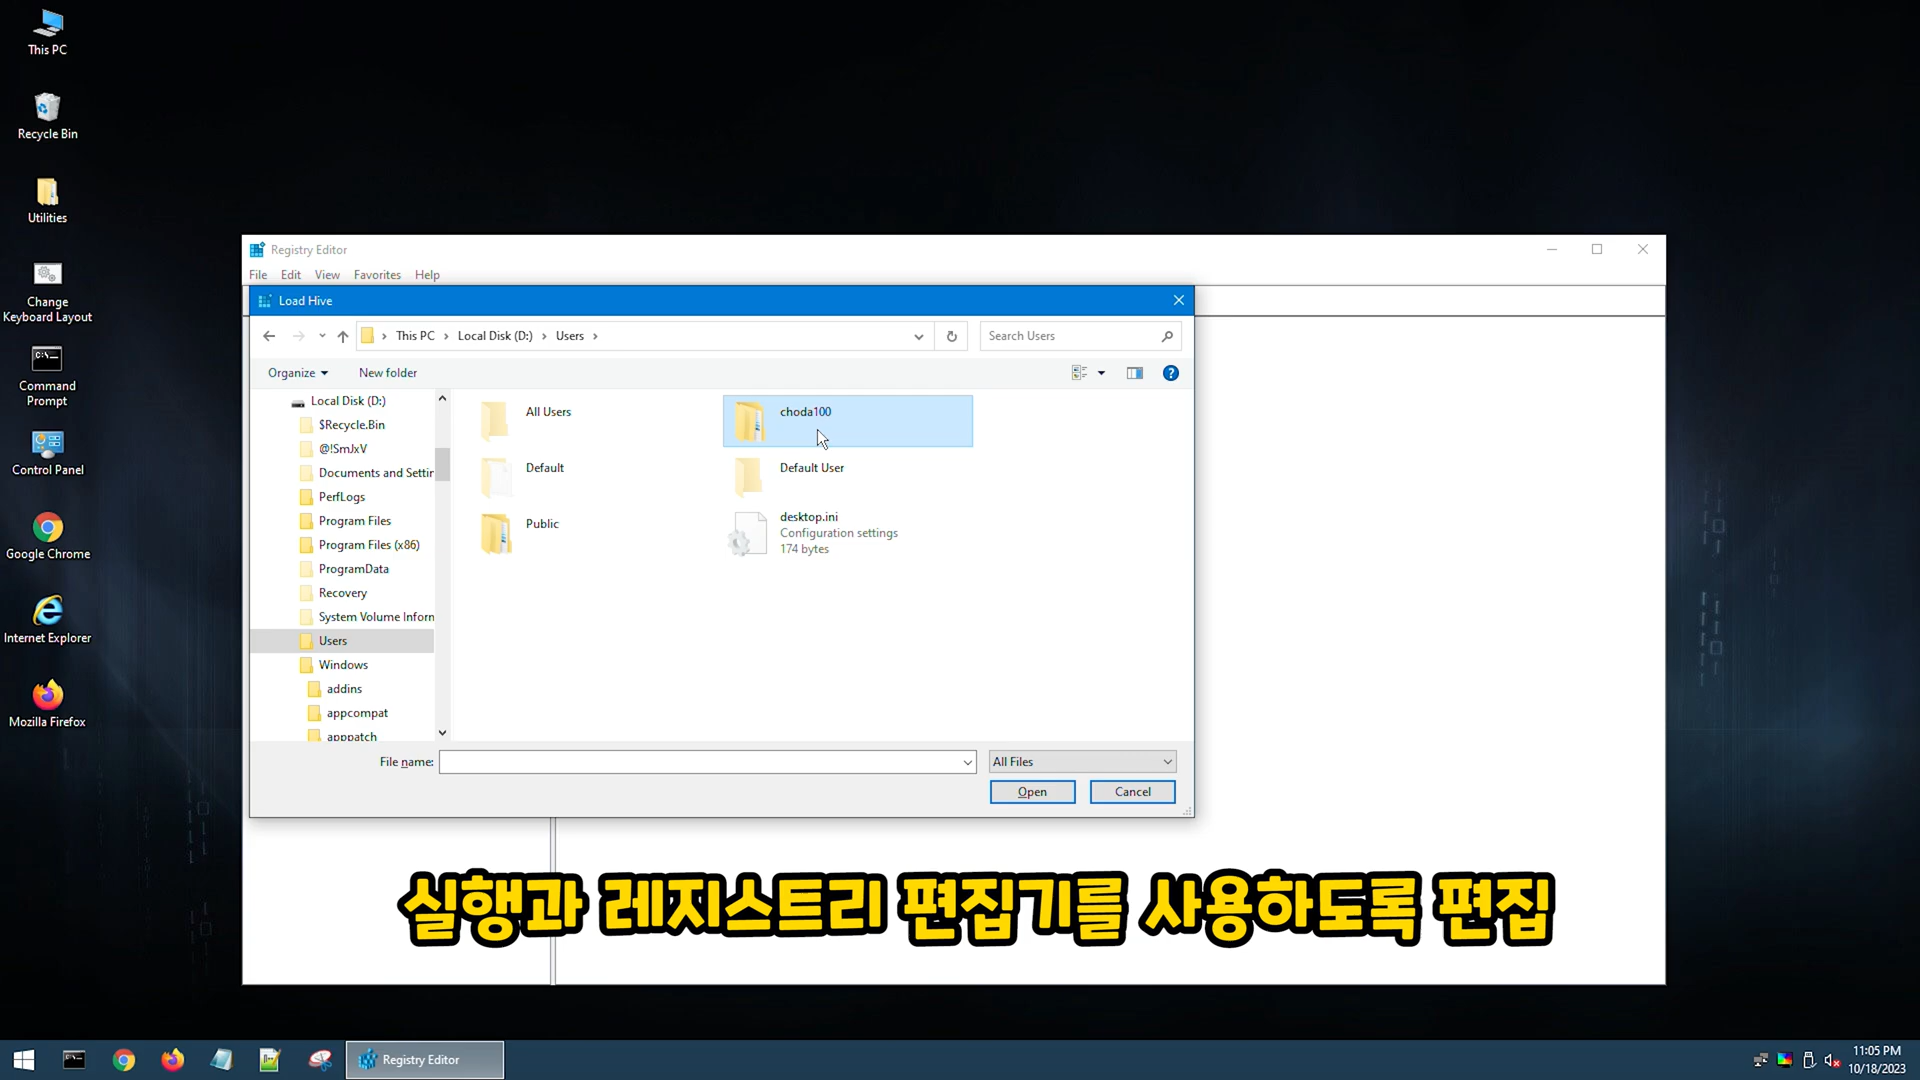 This PC
Recycle Bin
Utilities
Change
Keyboard Layout
Command
Prompt
Control Panel
Google Chrome
Internet Explorer
Mozilla Firefox
Registry Editor
File Edit View Favorites Help
Load Hive
This PC Local Disk (D:) Users
Search Users
Organize New folder
Local Disk (D:)
$Recycle.Bin
@!SmJxV
Documents and Settin
PerfLogs
Program Files
Program Files (x86)
ProgramData
Recovery
System Volume Inforn
Users
Windows
addins
appcompat
apppatch
All Users
choda100
Default
Default User
Public
desktop.ini
Configuration settings
174 bytes
File name:
All Files
Open
Cancel
실행과 레지스트리 편집기를 사용하도록 편집
Registry Editor
11:05 PM
10/18/2023